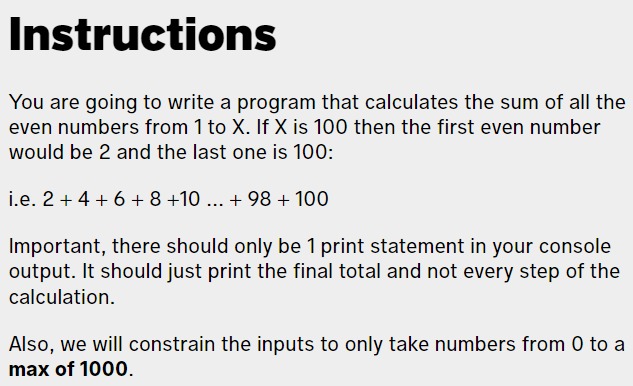 Instructions
You are going to write a program that calculates the sum of all the
even numbers from 1 to X. If X is 100 then the first even number
would be 2 and the last one is 100:
i.e. 2 + 4 + 6 + 8 +10 ... + 98 + 100
Important, there should only be 1 print statement in your console
output. It should just print the final total and not every step of the
calculation.
Also, we will constrain the inputs to only take numbers from 0 to a
max of 1000.